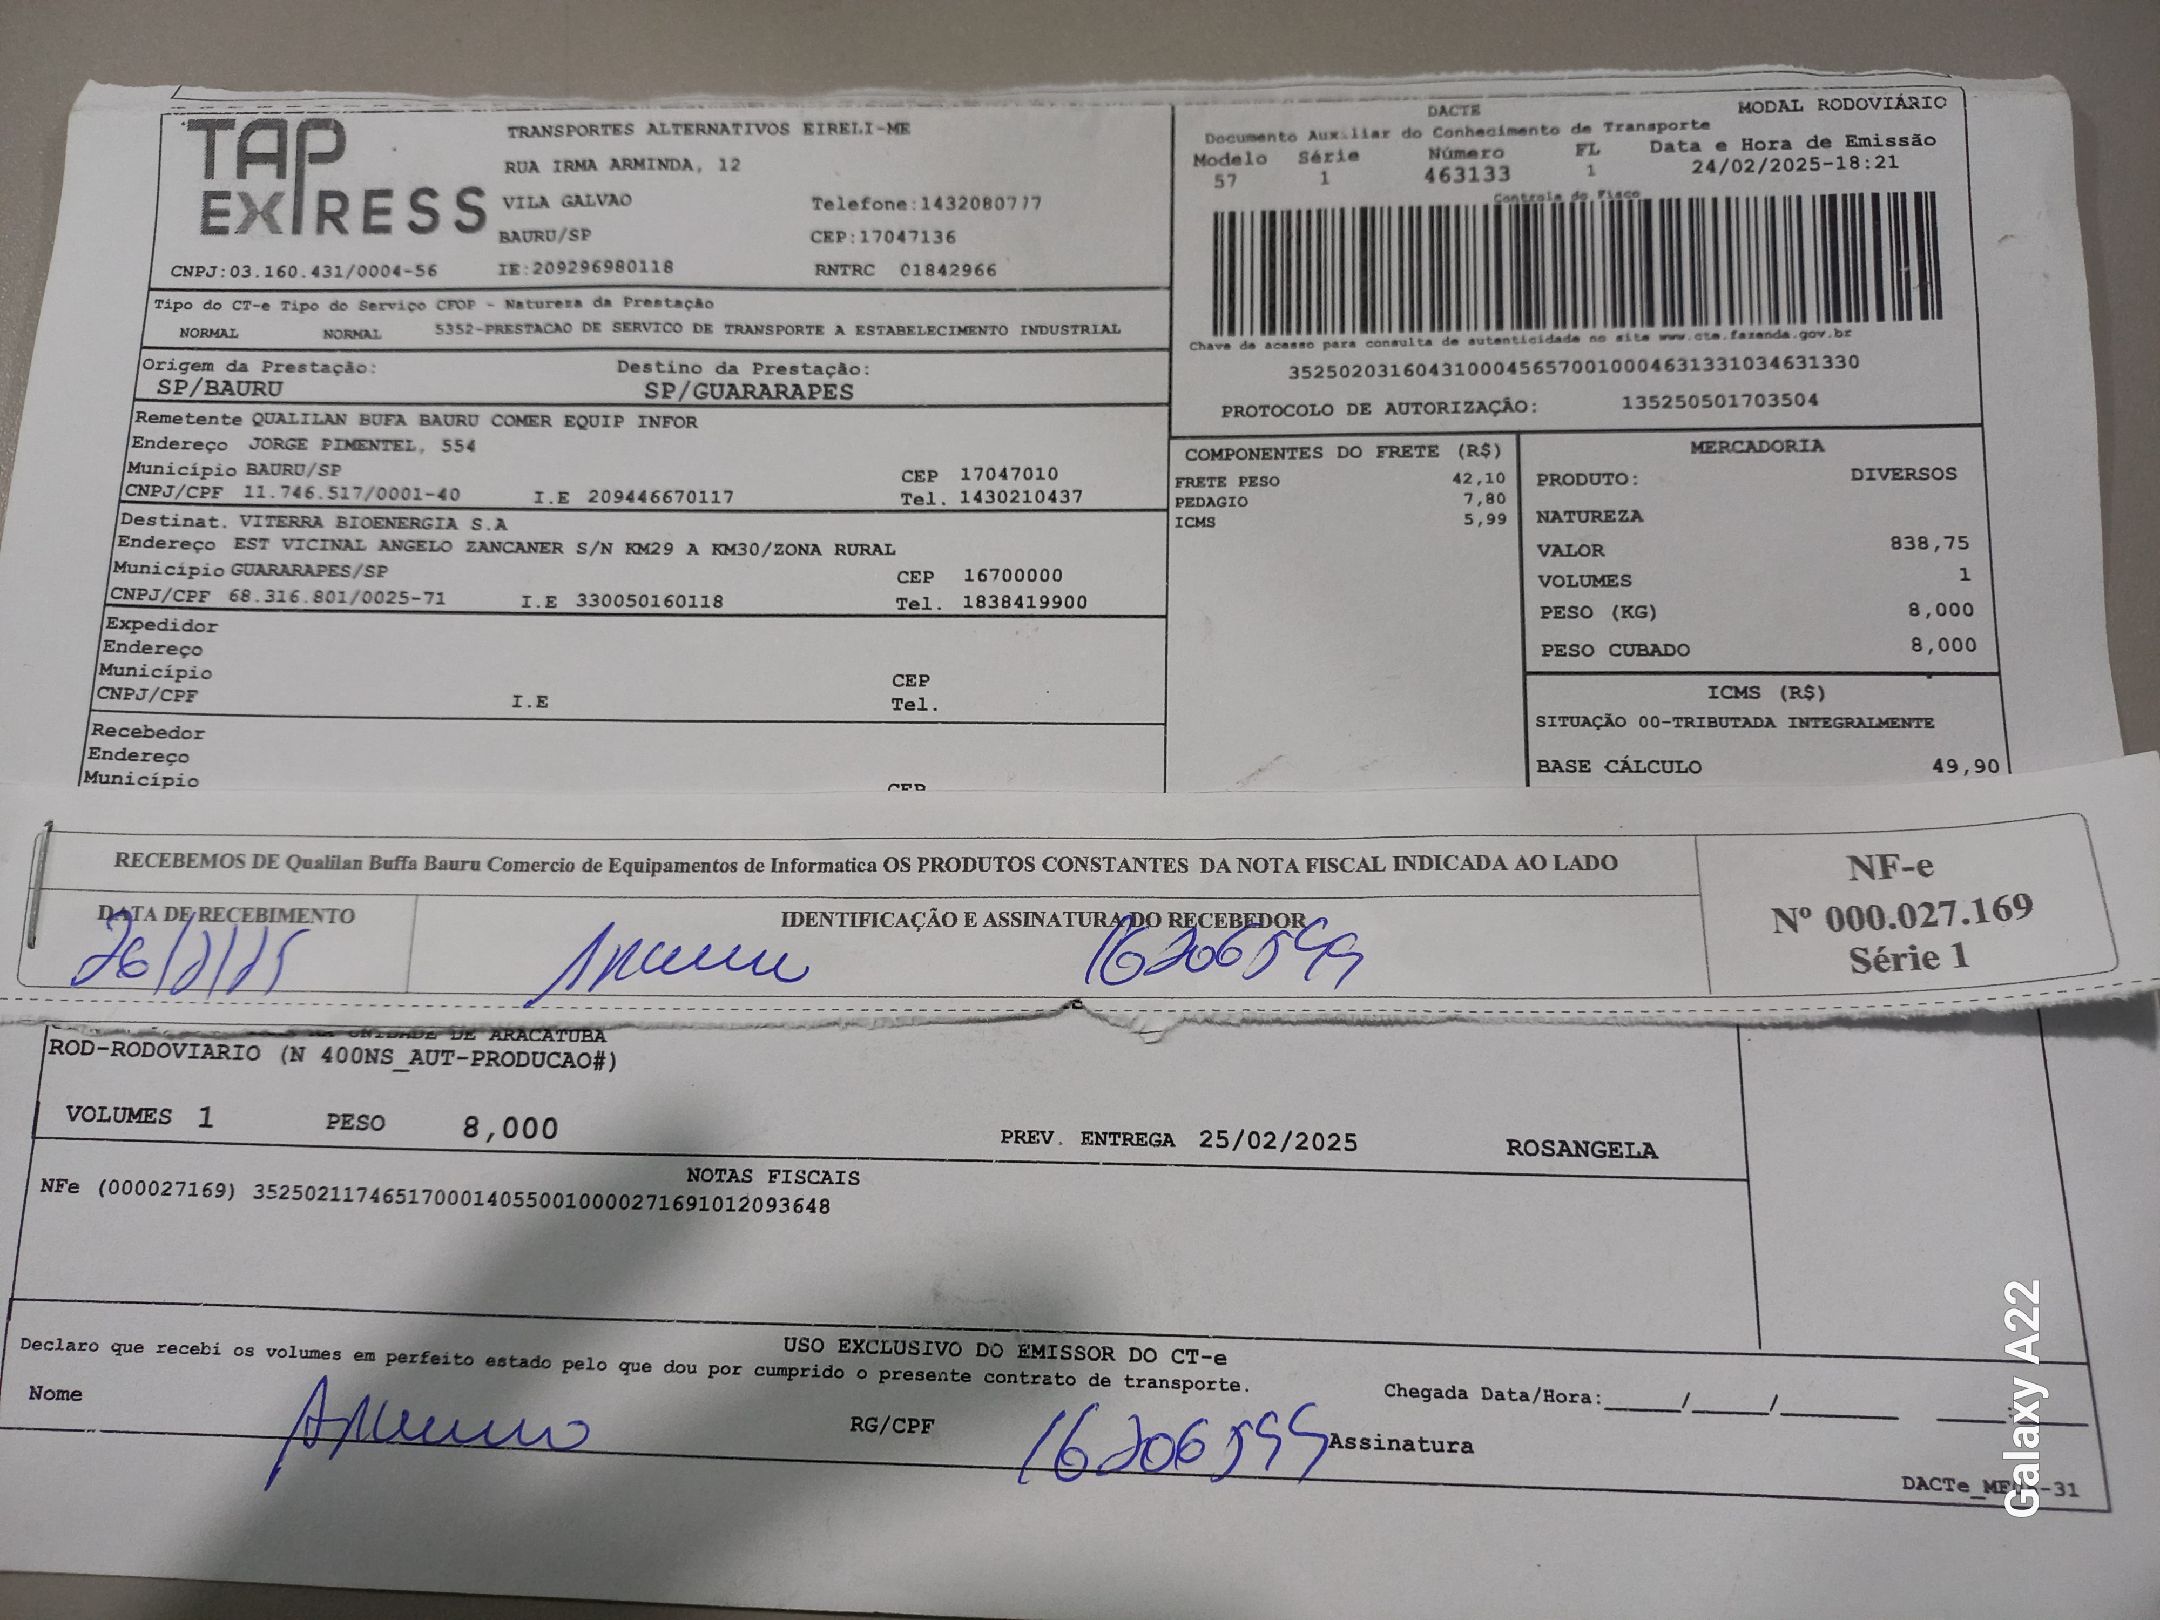 TAP EXPRESS
TRANSPORTES ALTERNATIVOS EIRELI-ME
RUA IRMA ARMINDA, 12
VILA GALVAO Telefone:1432080777
BAURU/SP CEP:17047136
CNPJ:03.160.431/0004-56 IE:209296980118 RNTRC 01842966
DACTE MODAL RODOVIÁRIO
Documento Auxiliar do Conhecimento de Transporte
Modelo Série Número FL Data e Hora de Emissão
57 1 463133 1 24/02/2025-18:21
Controle do Fisco
Chave de acesso para consulta de autenticidade no site www.cte.fazenda.gov.br
35250203160431000456570010004631331034631330
PROTOCOLO DE AUTORIZAÇÃO: 135250501703504
Tipo do CT-e Tipo do Serviço CFOP - Natureza da Prestação
NORMAL NORMAL 5352-PRESTACAO DE SERVICO DE TRANSPORTE A ESTABELECIMENTO INDUSTRIAL
Origem da Prestação: Destino da Prestação:
SP/BAURU SP/GUARARAPES
Remetente QUALILAN BUFA BAURU COMER EQUIP INFOR
Endereço JORGE PIMENTEL, 554
Município BAURU/SP CEP 17047010
CNPJ/CPF 11.746.517/0001-40 I.E 209446670117 Tel. 1430210437
Destinat. VITERRA BIOENERGIA S.A
Endereço EST VICINAL ANGELO ZANCANER S/N KM29 A KM30/ZONA RURAL
Município GUARARAPES/SP CEP 16700000
CNPJ/CPF 68.316.801/0025-71 I.E 330050160118 Tel. 1838419900
Expedidor
Endereço
Município CEP
CNPJ/CPF I.E Tel.
Recebedor
Endereço
Município CEP
COMPONENTES DO FRETE (R$)
FRETE PESO 42,10
PEDAGIO 7,80
ICMS 5,99
MERCADORIA
PRODUTO: DIVERSOS
NATUREZA
VALOR 838,75
VOLUMES 1
PESO (KG) 8,000
PESO CUBADO 8,000
ICMS (R$)
SITUAÇÃO 00-TRIBUTADA INTEGRALMENTE
BASE CÁLCULO 49,90
RECEBEMOS DE Qualilan Buffa Bauru Comercio de Equipamentos de Informatica OS PRODUTOS CONSTANTES DA NOTA FISCAL INDICADA AO LADO
DATA DE RECEBIMENTO IDENTIFICAÇÃO E ASSINATURA DO RECEBEDOR
NF-e
Nº 000.027.169
Série 1
UNIDADE DE ARACATUBA
ROD-RODOVIARIO (N 400NS_AUT-PRODUCAO#)
VOLUMES 1 PESO 8,000 PREV. ENTREGA 25/02/2025 ROSANGELA
NOTAS FISCAIS
NFe (000027169) 35250211746517000140550010000271691012093648
USO EXCLUSIVO DO EMISSOR DO CT-e
Declaro que recebi os volumes em perfeito estado pelo que dou por cumprido o presente contrato de transporte.
Chegada Data/Hora:_____/_____/_______
Nome RG/CPF Assinatura
Galaxy A22